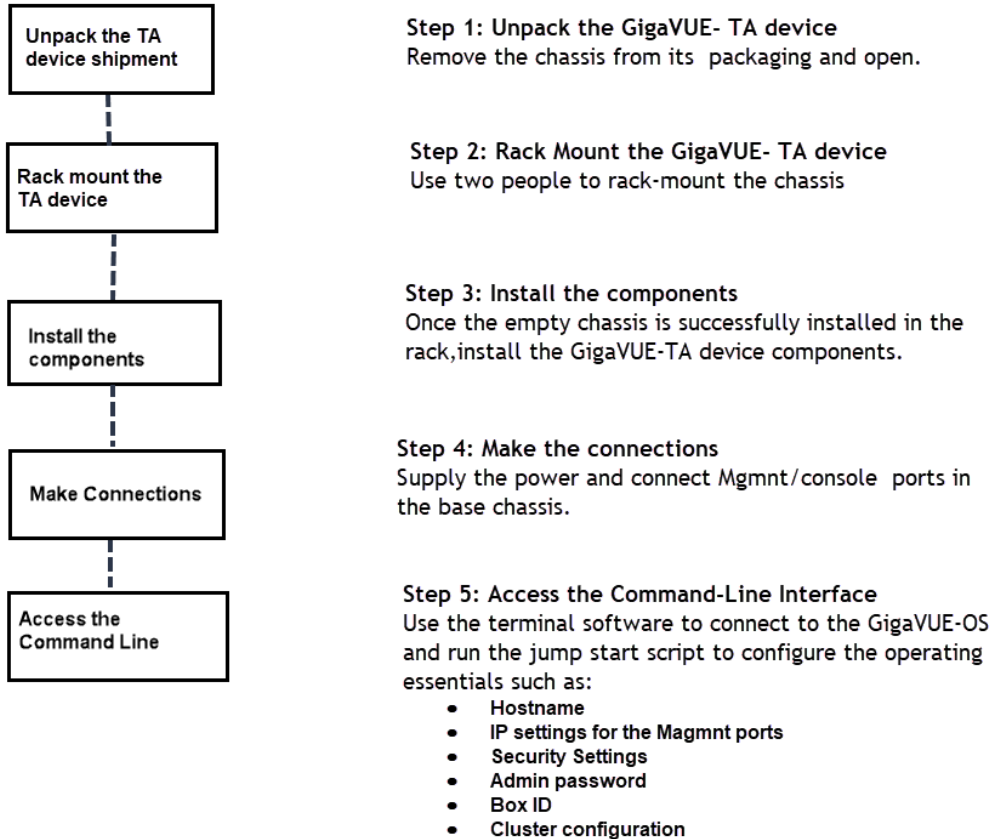 Unpack the TA
device shipment
Step 1: Unpack the GigaVUE- TA device
Remove the chassis from its packaging and open.
Rack mount the
TA device
Step 2: Rack Mount the GigaVUE- TA device
Use two people to rack-mount the chassis
Install the
components
Step 3: Install the components
Once the empty chassis is successfully installed in the
rack,install the GigaVUE-TA device components.
Make Connections
Step 4: Make the connections
Supply the power and connect Mgmnt/console ports in
the base chassis.
Access the
Command Line
Step 5: Access the Command-Line Interface
Use the terminal software to connect to the GigaVUE-OS
and run the jump start script to configure the operating
essentials such as:
• Hostname
• IP settings for the Magmnt ports
• Security Settings
• Admin password
• Box ID
• Cluster configuration